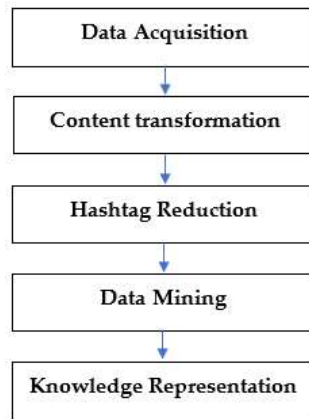 Data Acquisition
Content transformation
Hashtag Reduction
Data Mining
Knowledge Representation